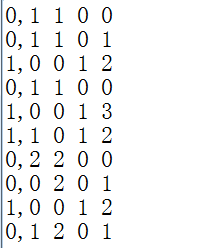 0,1 1 0 0
0,1 1 0 1
1,0 0 1 2
0,1 1 0 0
1,0 0 1 3
1,1 0 1 2
0,2 2 0 0
0,0 2 0 1
1,0 0 1 2
0,1 2 0 1